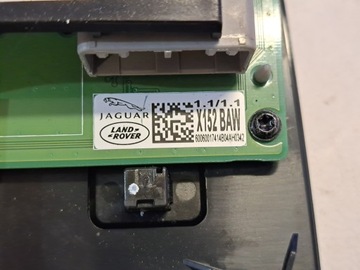 1.1/1.1
JAGUAR
LAND-
ROVER
X152 BAW